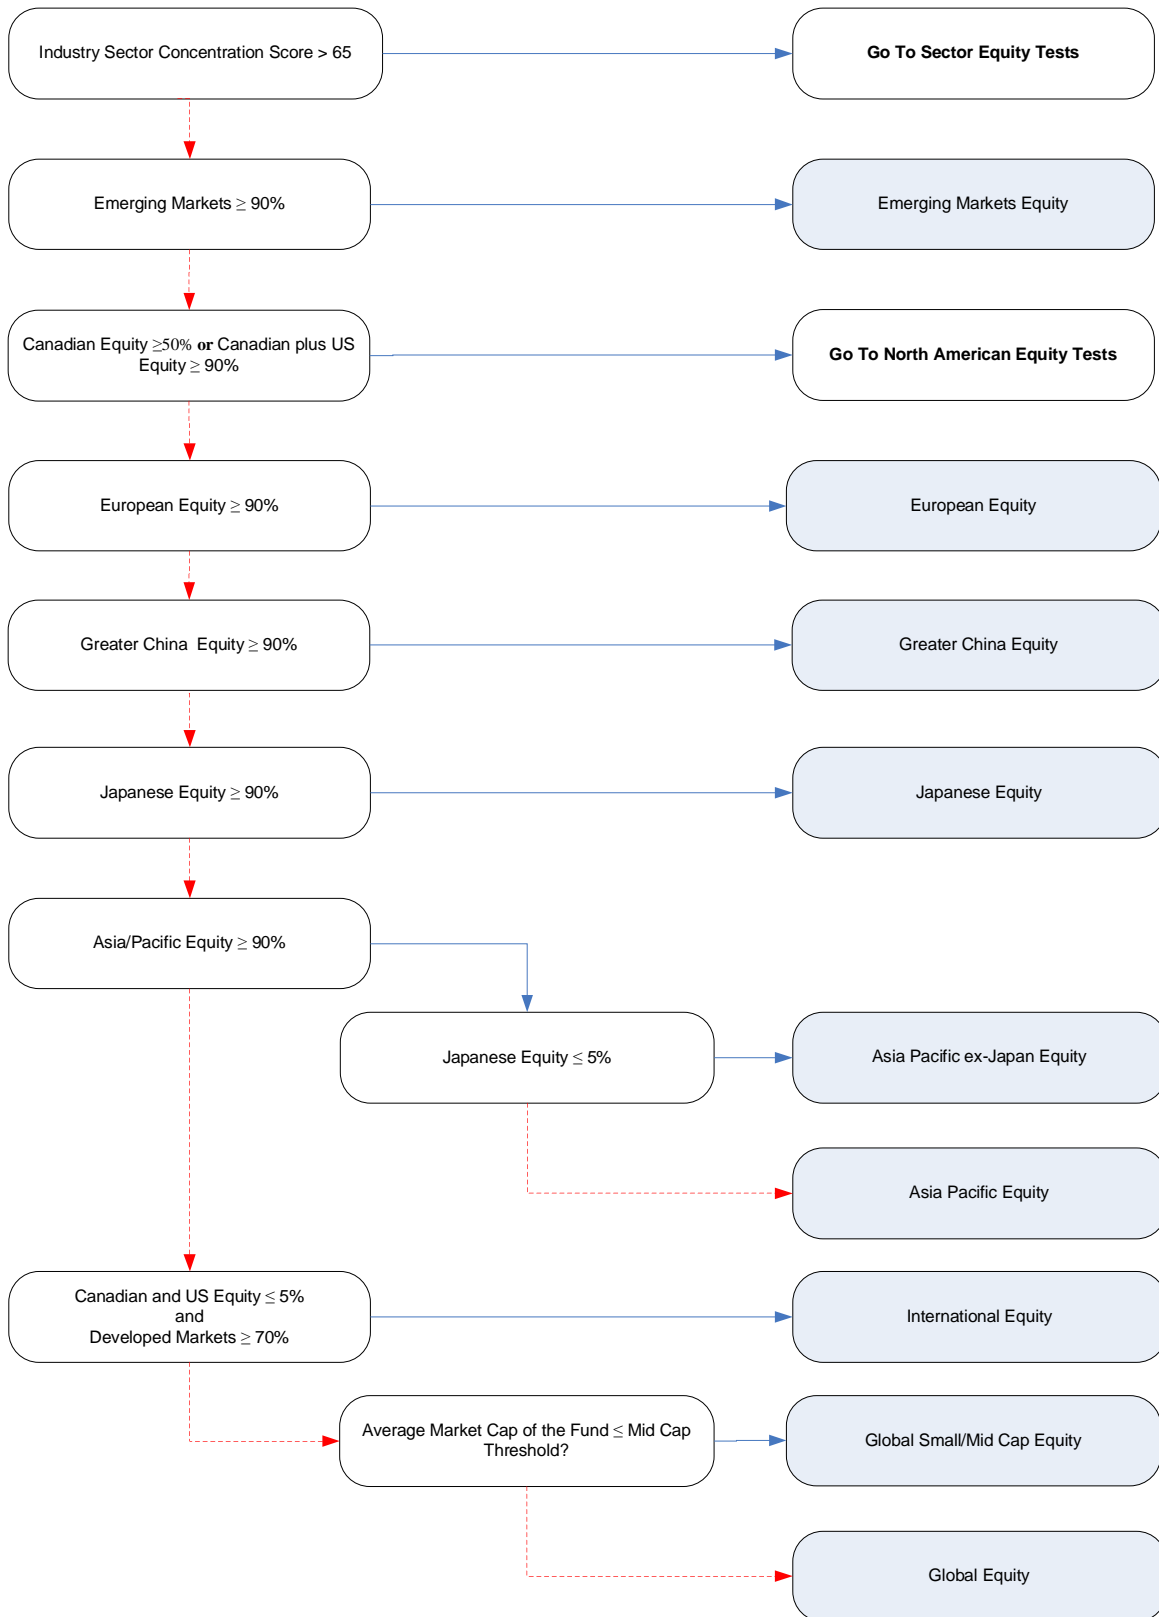 Industry Sector Concentration Score > 65
Go To Sector Equity Tests
Emerging Markets ≥ 90%
Emerging Markets Equity
Canadian Equity ≥50% or Canadian plus US
Equity ≥ 90%
Go To North American Equity Tests
European Equity ≥ 90%
European Equity
Greater China  Equity ≥ 90%
Greater China Equity
Japanese Equity ≥ 90%
Japanese Equity
Asia/Pacific Equity ≥ 90%
Japanese Equity ≤ 5%
Asia Pacific ex-Japan Equity
Asia Pacific Equity
Canadian and US Equity ≤ 5%
and
Developed Markets ≥ 70%
International Equity
Average Market Cap of the Fund ≤ Mid Cap
Threshold?
Global Small/Mid Cap Equity
Global Equity